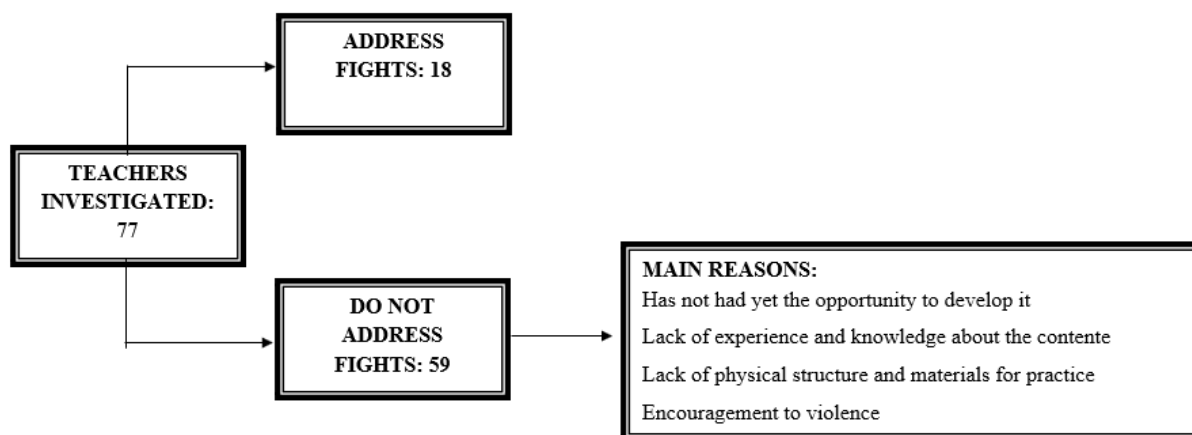 ADDRESS
FIGHTS: 18
TEACHERS
INVESTIGATED:
77
DO NOT
ADDRESS
FIGHTS: 59
MAIN REASONS:
Has not had yet the opportunity to develop it
Lack of experience and knowledge about the contente
Lack of physical structure and materials for practice
Encouragement to violence